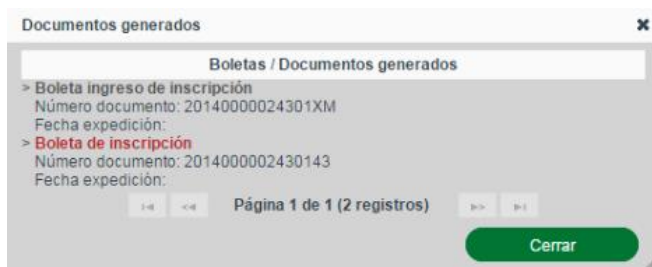 Documentos generados
Boletas / Documentos generados
> Boleta ingreso de inscripción
Número documento: 20140000024301XM
Fecha expedición:
> Boleta de inscripción
Número documento: 2014000002430143
Fecha expedición:
Página 1 de 1 (2 registros)
Cerrar